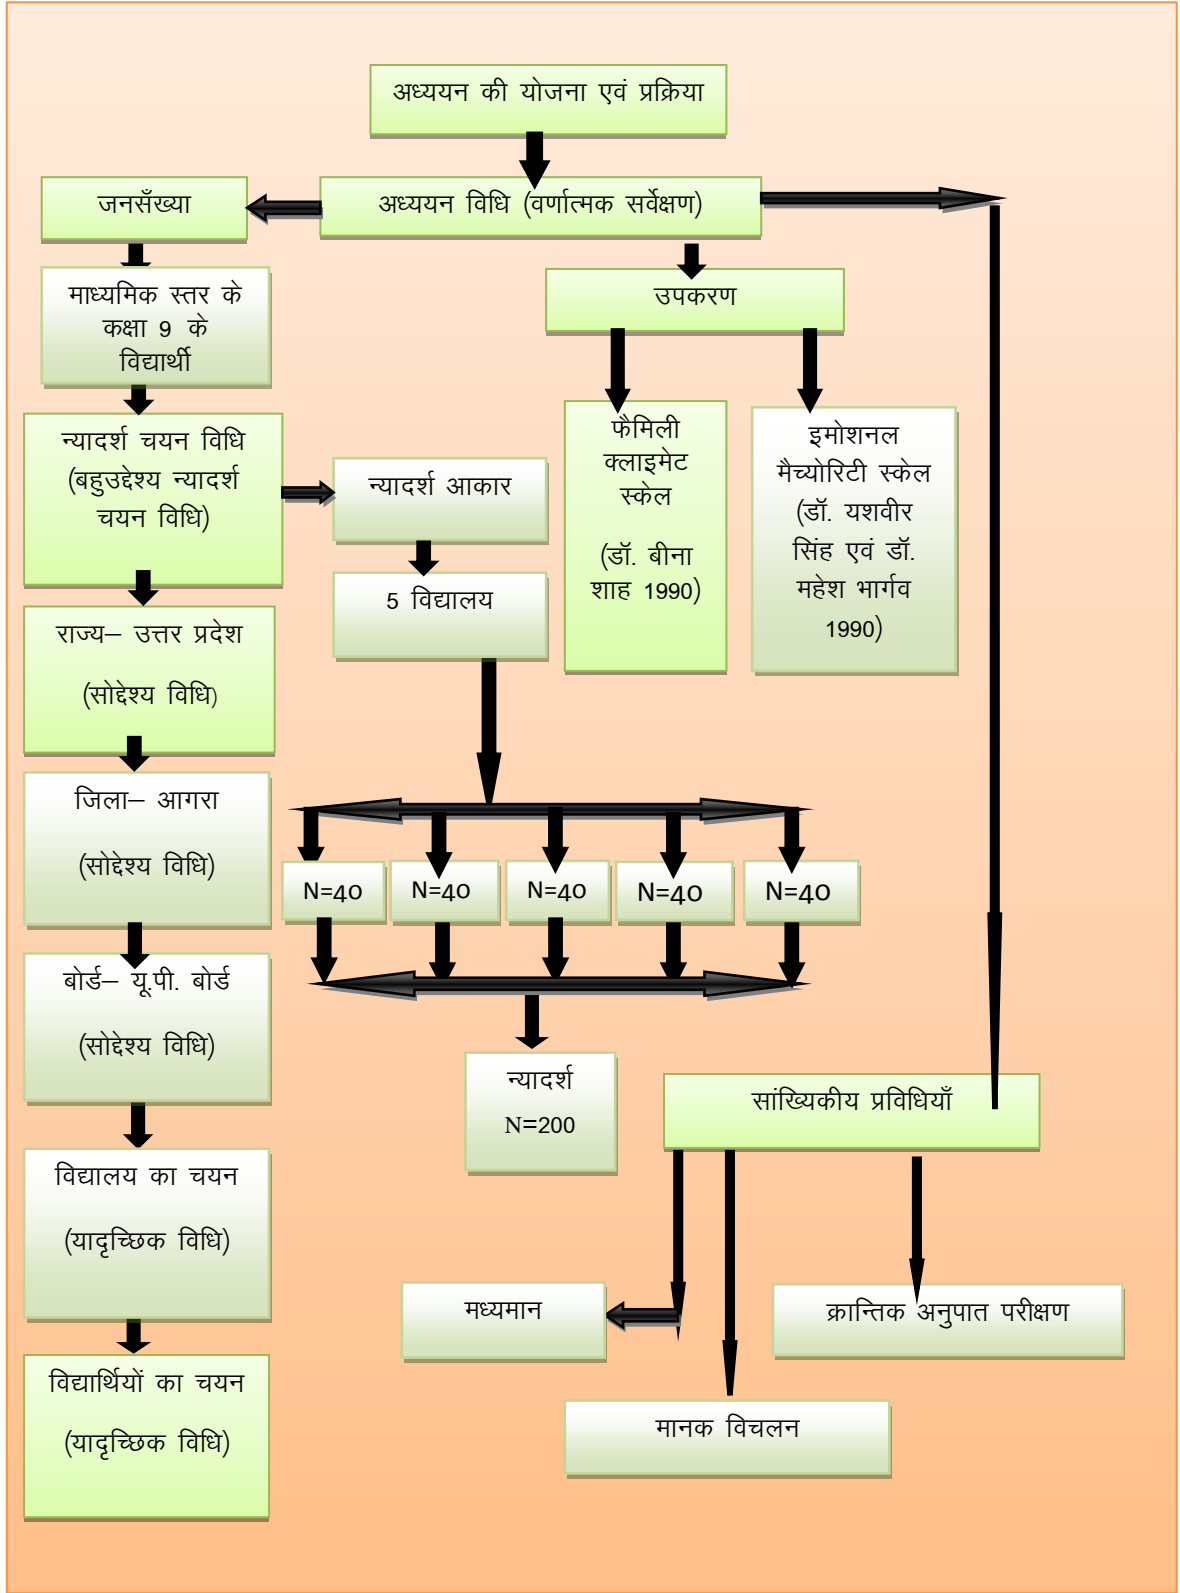 अध्ययन की योजना एवं प्रक्रिया
जनसँख्या
अध्ययन विधि (वर्णात्मक सर्वेक्षण)
माध्यमिक स्तर के
कक्षा 9 के
विद्यार्थी
उपकरण
न्यादर्श चयन विधि
(बहुउद्देश्य न्यादर्श
चयन विधि)
न्यादर्श आकार
5 विद्यालय
फैमिली
क्लाइमेट
स्केल
(डॉ. बीना
शाह 1990)
इमोशनल
मैच्योरिटी स्केल
(डॉ. यशवीर
सिंह एवं डॉ.
महेश भार्गव
1990)
राज्य– उत्तर प्रदेश
(सोद्देश्य विधि)
जिला– आगरा
(सोद्देश्य विधि)
N=40
N=40
N=40
N=40
N=40
बोर्ड– यू.पी. बोर्ड
(सोद्देश्य विधि)
न्यादर्श
N=200
सांख्यिकीय प्रविधियाँ
विद्यालय का चयन
(यादृच्छिक विधि)
मध्यमान
क्रान्तिक अनुपात परीक्षण
विद्यार्थियों का चयन
(यादृच्छिक विधि)
मानक विचलन